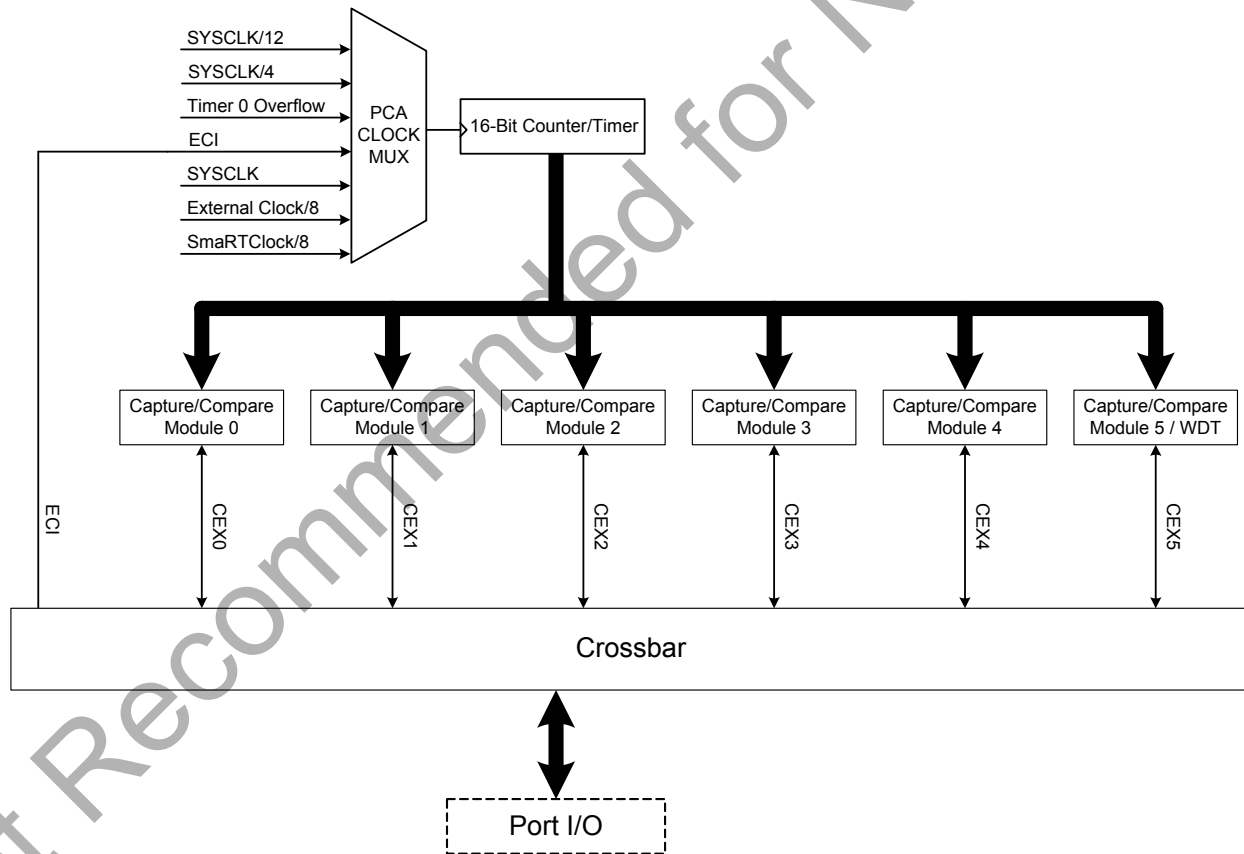 SYSCLK/12
SYSCLK/4
Timer 0 Overflow
ECI
SYSCLK
External Clock/8
SmaRTClock/8
PCA
CLOCK
MUX
16-Bit Counter/Timer
Capture/Compare
Module 0
Capture/Compare
Module 1
Capture/Compare
Module 2
Capture/Compare
Module 3
Capture/Compare
Module 4
Capture/Compare
Module 5 / WDT
ECI
CEX0
CEX1
CEX2
CEX3
CEX4
CEX5
Crossbar
Port I/O
Recommended for